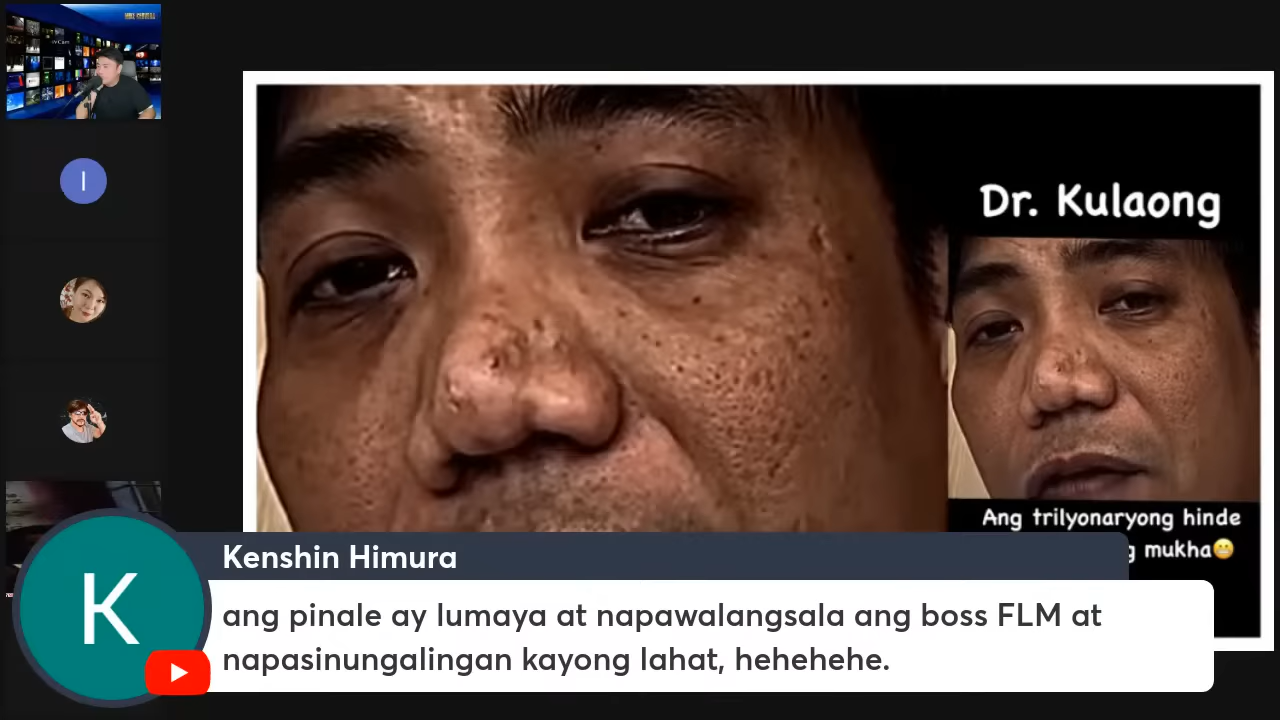 I
Dr. Kulaong
Ang trilyonaryong hinde
mukha😬
K
Kenshin Himura
ang pinale ay lumaya at napawalangsala ang boss FLM at
napasinungalingan kayong lahat, hehehehe.